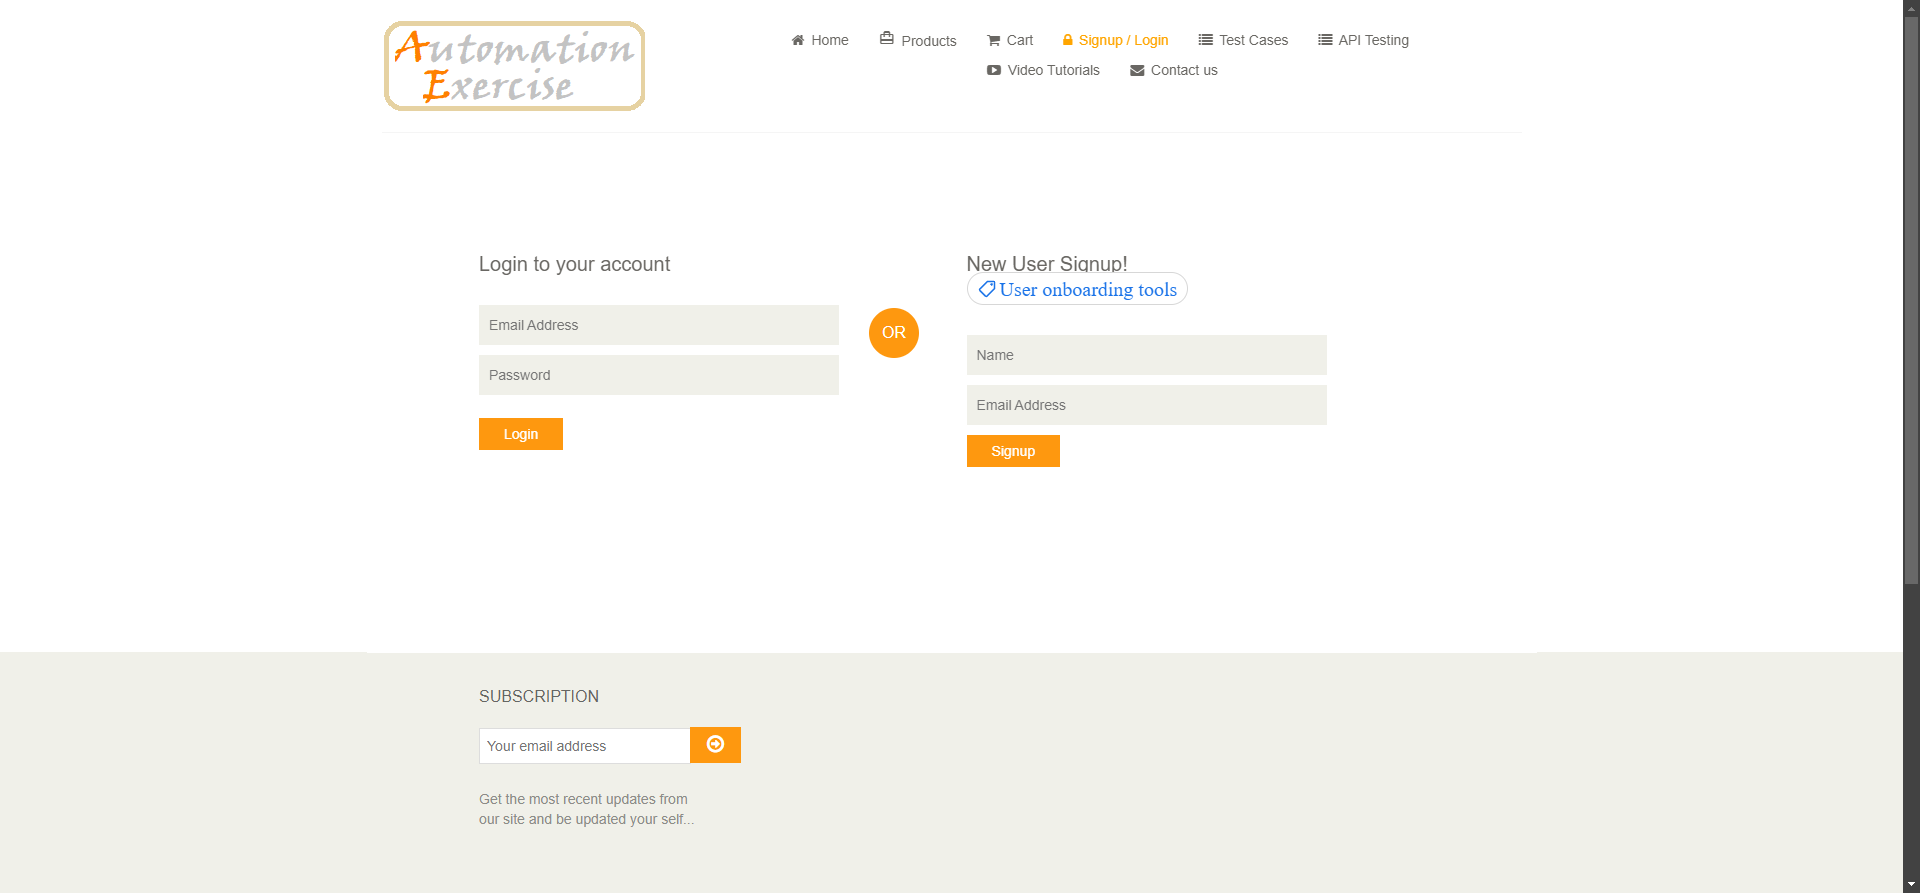 Automation
Exercise
Home
Products
Cart
Signup / Login
Test Cases
API Testing
Video Tutorials
Contact us
Login to your account
Email Address
Password
Login
OR
New User Signup!
User onboarding tools
Name
Email Address
Signup
SUBSCRIPTION
Your email address
Get the most recent updates from
our site and be updated your self...